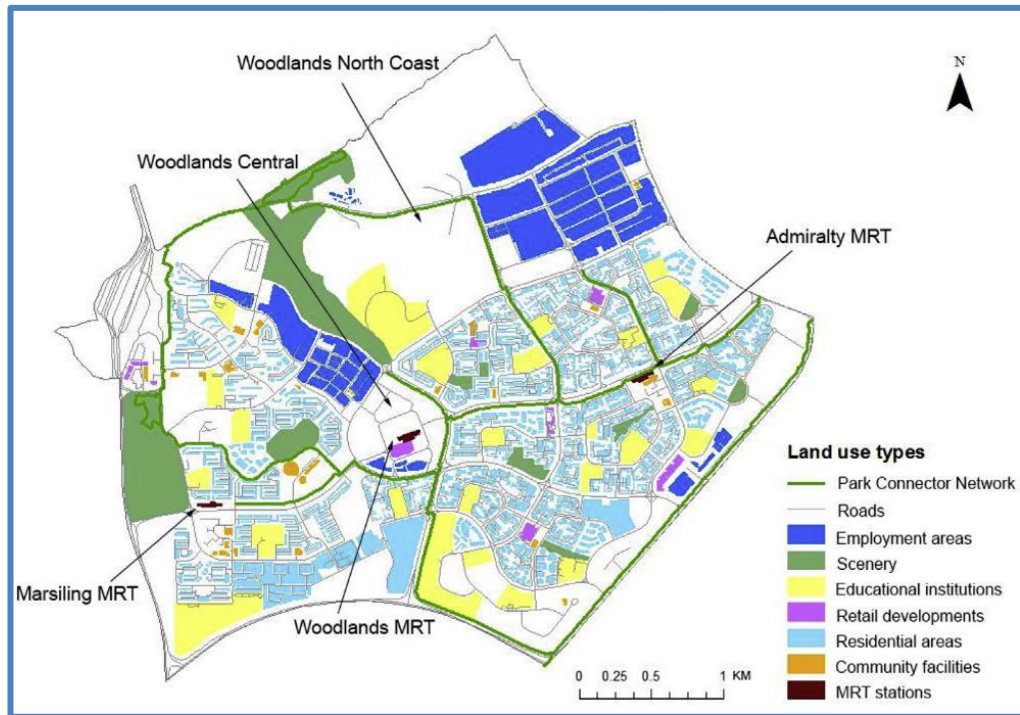 Woodlands North Coast
N
Woodlands Central
Admiralty MRT
Marsiling MRT
Woodlands MRT
Land use types
Park Connector Network
Roads
Employment areas
Scenery
Educational institutions
Retail developments
Residential areas
Community facilities
MRT stations
0 0.25 0.5 1 KM